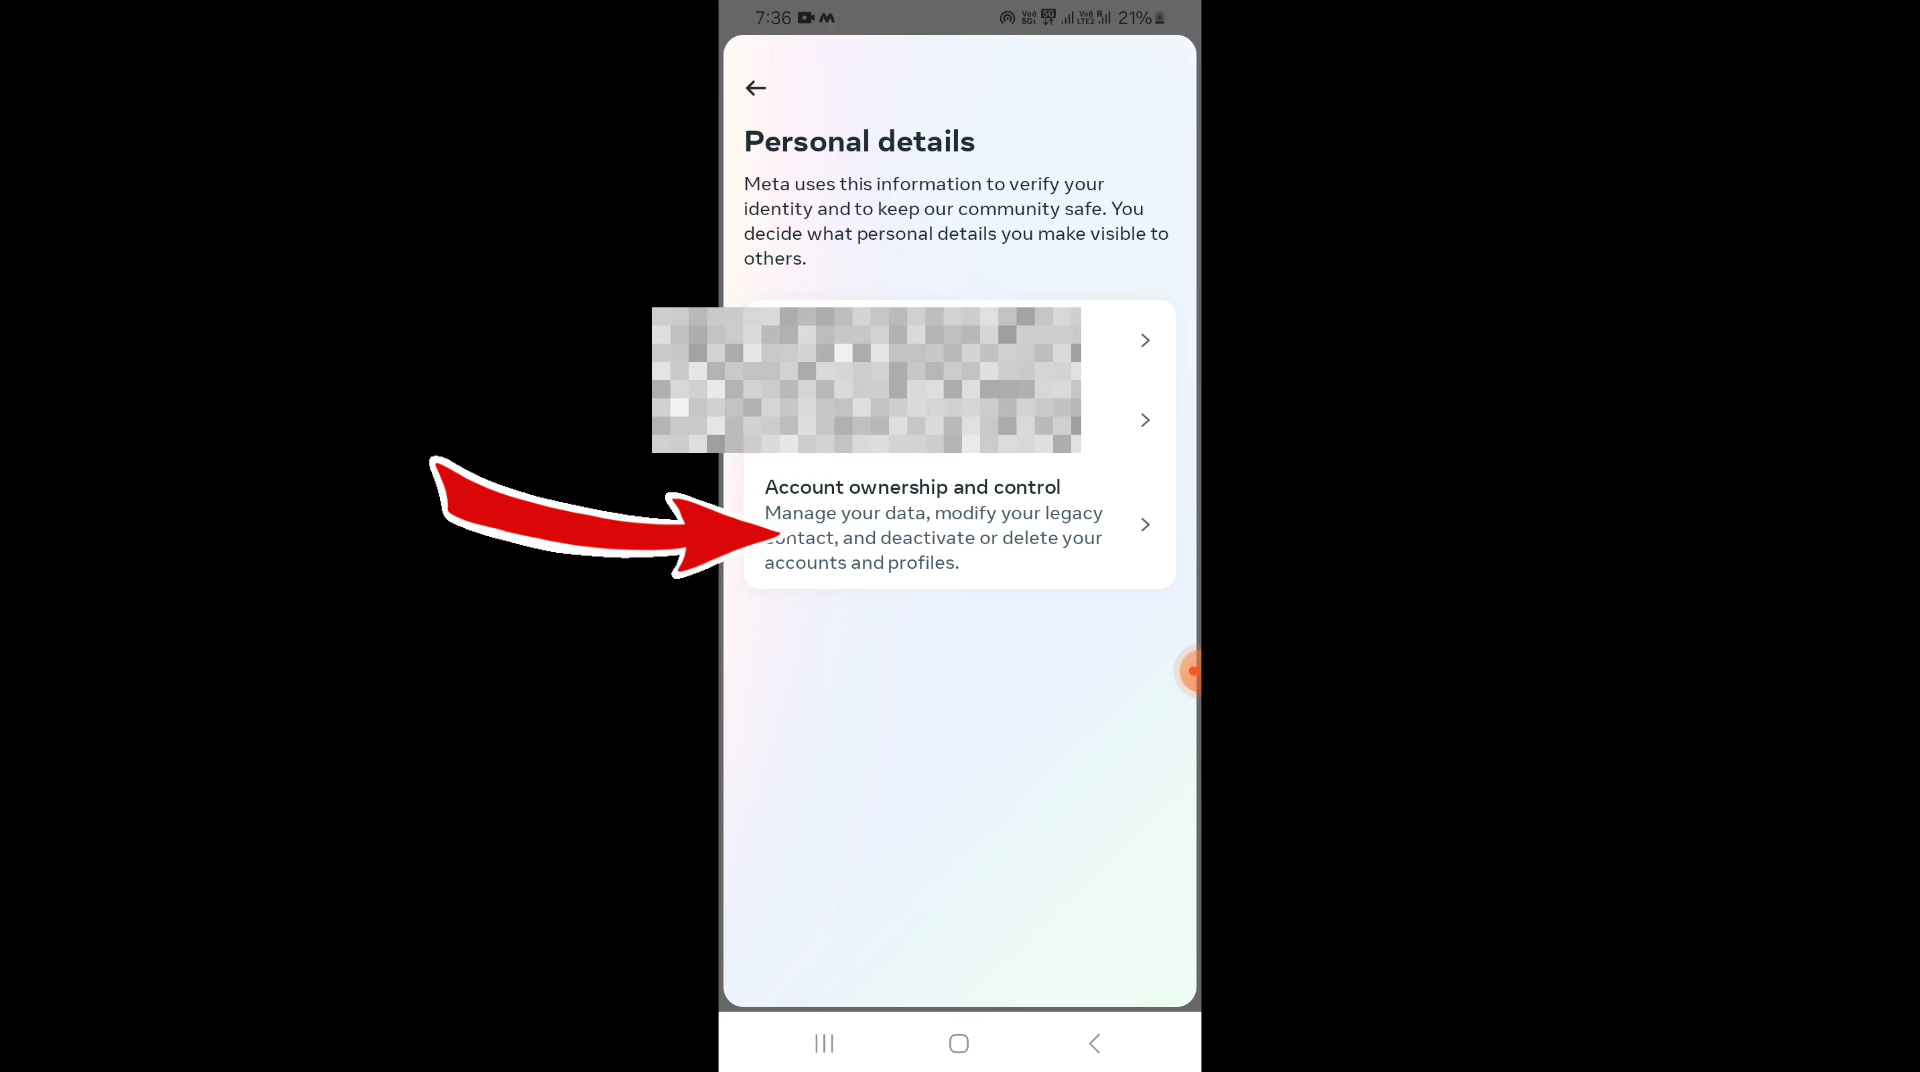 7:36 21%
Personal details
Meta uses this information to verify your
identity and to keep our community safe. You
decide what personal details you make visible to
others.
Account ownership and control
Manage your data, modify your legacy
contact, and deactivate or delete your
accounts and profiles.